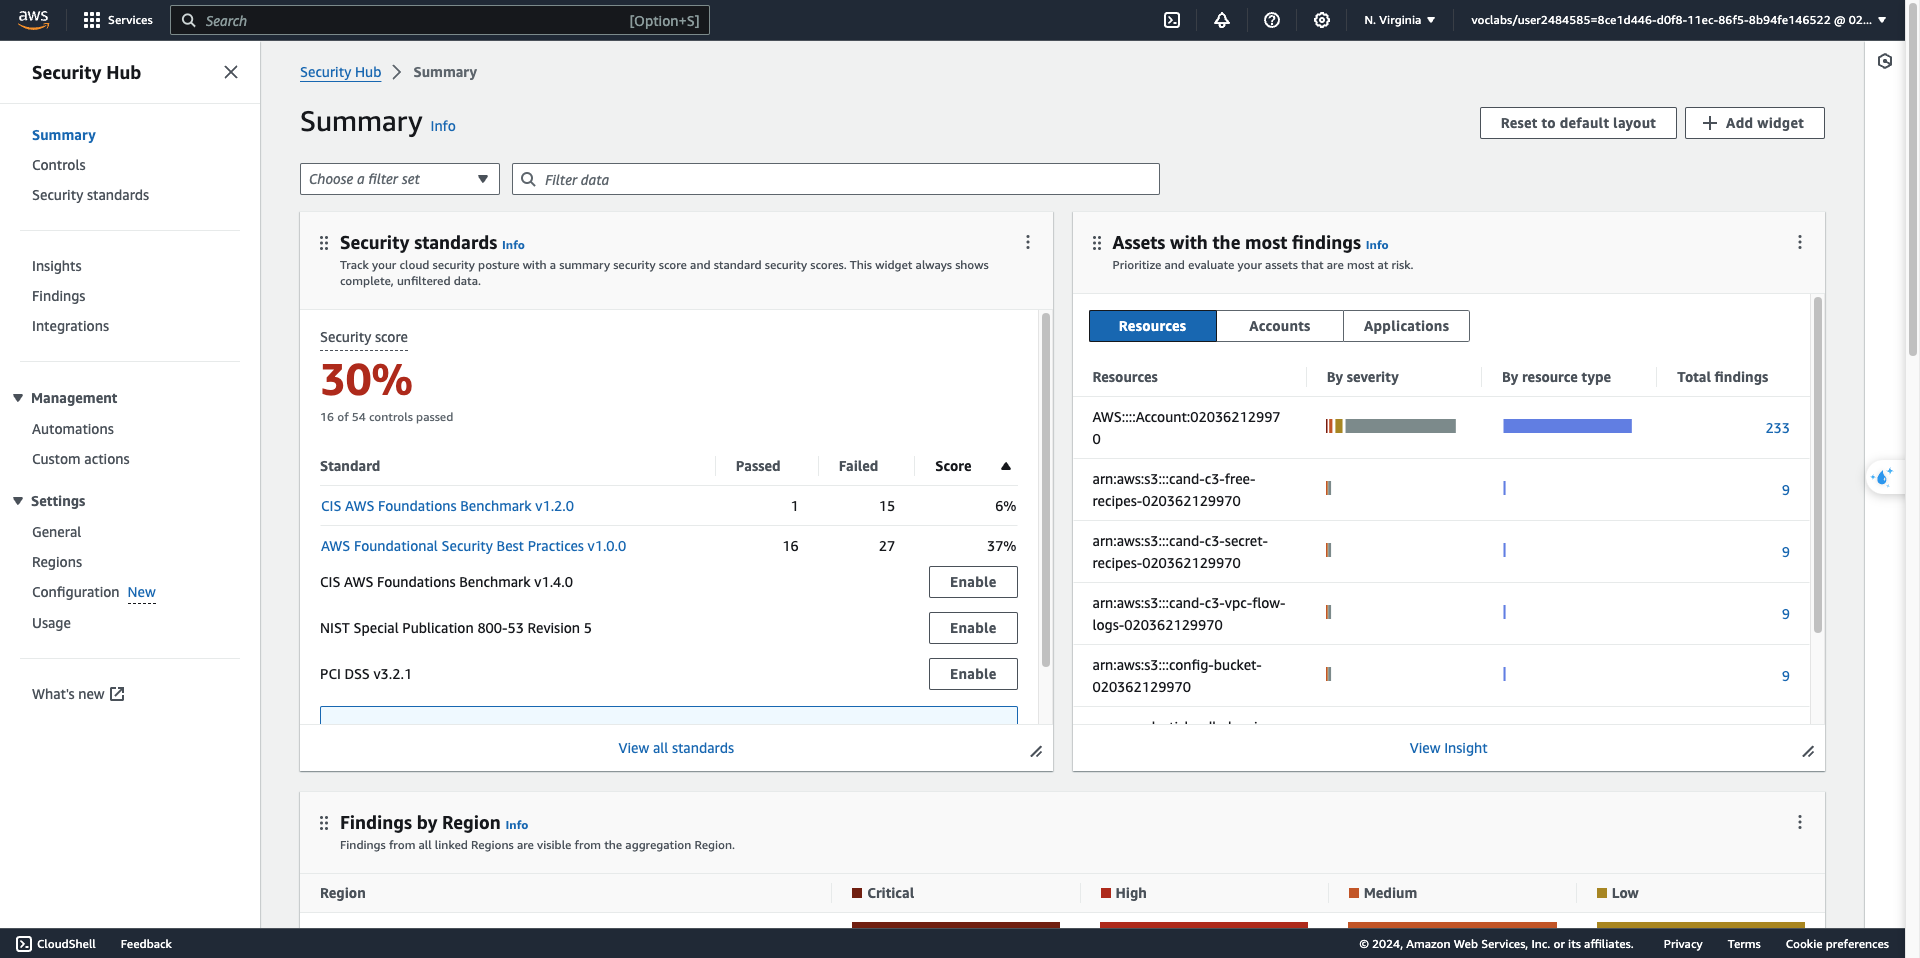 aws
Services
Search
[Option+S]
N. Virginia
voclabs/user2484585=8ce1d446-d0f8-11ec-86f5-8b94fe146522 @ 02...
Security Hub
Summary
Controls
Security standards
Insights
Findings
Integrations
Management
Automations
Custom actions
Settings
General
Regions
Configuration New
Usage
What's new
Security Hub Summary
Summary Info
Reset to default layout
Add widget
Choose a filter set
Filter data
Security standards Info
Track your cloud security posture with a summary security score and standard security scores. This widget always shows
complete, unfiltered data.
Security score
30%
16 of 54 controls passed
Standard Passed Failed Score
CIS AWS Foundations Benchmark v1.2.0 1 15 6%
AWS Foundational Security Best Practices v1.0.0 16 27 37%
CIS AWS Foundations Benchmark v1.4.0 Enable
NIST Special Publication 800-53 Revision 5 Enable
PCI DSS v3.2.1 Enable
View all standards
Assets with the most findings Info
Prioritize and evaluate your assets that are most at risk.
Resources Accounts Applications
Resources By severity By resource type Total findings
AWS::::Account:02036212997
0
233
arn:aws:s3:::cand-c3-free-
recipes-020362129970
9
arn:aws:s3:::cand-c3-secret-
recipes-020362129970
9
arn:aws:s3:::cand-c3-vpc-flow-
logs-020362129970
9
arn:aws:s3:::config-bucket-
020362129970
9
View Insight
Findings by Region Info
Findings from all linked Regions are visible from the aggregation Region.
Region Critical High Medium Low
CloudShell
Feedback
© 2024, Amazon Web Services, Inc. or its affiliates.
Privacy
Terms
Cookie preferences